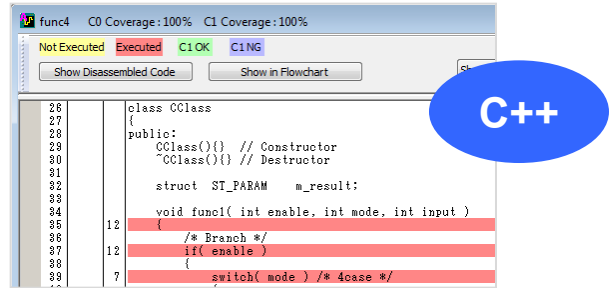 func4 C0 Coverage : 100% C1 Coverage : 100%
Not Executed Executed C1 OK C1 NG
Show Disassembled Code Show in Flowchart
C++
26 class CClass
27 {
28 public:
29 CClass(){} // Constructor
30 ~CClass(){} // Destructor
31
32 struct ST_PARAM m_result;
33
34 void func1( int enable, int mode, int input )
35 12 {
36 /* Branch */
37 12 if( enable )
38 {
39 7 switch( mode ) /* 4case */